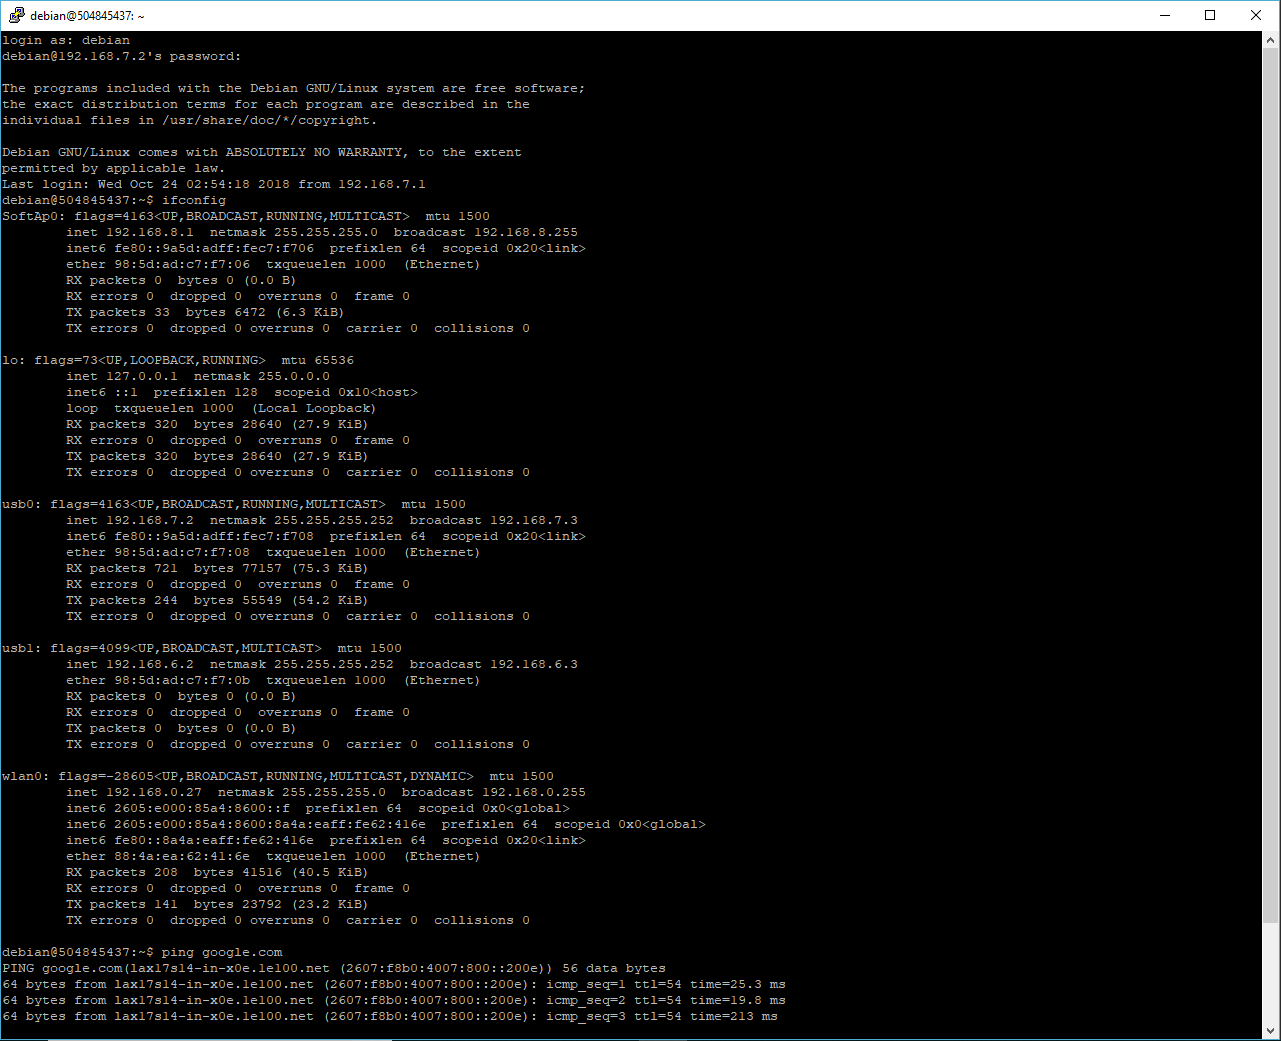 debian@504845437: ~
login as: debian
debian@192.168.7.2's password:
The programs included with the Debian GNU/Linux system are free software;
the exact distribution terms for each program are described in the
individual files in /usr/share/doc/*/copyright.
Debian GNU/Linux comes with ABSOLUTELY NO WARRANTY, to the extent
permitted by applicable law.
Last login: Wed Oct 24 02:54:18 2018 from 192.168.7.1
debian@504845437:~$ ifconfig
SoftAp0: flags=4163<UP,BROADCAST,RUNNING,MULTICAST>  mtu 1500
        inet 192.168.8.1  netmask 255.255.255.0  broadcast 192.168.8.255
        inet6 fe80::9a5d:adff:fec7:f706  prefixlen 64  scopeid 0x20<link>
        ether 98:5d:ad:c7:f7:06  txqueuelen 1000  (Ethernet)
        RX packets 0  bytes 0 (0.0 B)
        RX errors 0  dropped 0  overruns 0  frame 0
        TX packets 33  bytes 6472 (6.3 KiB)
        TX errors 0  dropped 0 overruns 0  carrier 0  collisions 0
lo: flags=73<UP,LOOPBACK,RUNNING>  mtu 65536
        inet 127.0.0.1  netmask 255.0.0.0
        inet6 ::1  prefixlen 128  scopeid 0x10<host>
        loop  txqueuelen 1000  (Local Loopback)
        RX packets 320  bytes 28640 (27.9 KiB)
        RX errors 0  dropped 0  overruns 0  frame 0
        TX packets 320  bytes 28640 (27.9 KiB)
        TX errors 0  dropped 0 overruns 0  carrier 0  collisions 0
usb0: flags=4163<UP,BROADCAST,RUNNING,MULTICAST>  mtu 1500
        inet 192.168.7.2  netmask 255.255.255.252  broadcast 192.168.7.3
        inet6 fe80::9a5d:adff:fec7:f708  prefixlen 64  scopeid 0x20<link>
        ether 98:5d:ad:c7:f7:08  txqueuelen 1000  (Ethernet)
        RX packets 721  bytes 77157 (75.3 KiB)
        RX errors 0  dropped 0  overruns 0  frame 0
        TX packets 244  bytes 55549 (54.2 KiB)
        TX errors 0  dropped 0 overruns 0  carrier 0  collisions 0
usb1: flags=4099<UP,BROADCAST,MULTICAST>  mtu 1500
        inet 192.168.6.2  netmask 255.255.255.252  broadcast 192.168.6.3
        ether 98:5d:ad:c7:f7:0b  txqueuelen 1000  (Ethernet)
        RX packets 0  bytes 0 (0.0 B)
        RX errors 0  dropped 0  overruns 0  frame 0
        TX packets 0  bytes 0 (0.0 B)
        TX errors 0  dropped 0 overruns 0  carrier 0  collisions 0
wlan0: flags=-28605<UP,BROADCAST,RUNNING,MULTICAST,DYNAMIC>  mtu 1500
        inet 192.168.0.27  netmask 255.255.255.0  broadcast 192.168.0.255
        inet6 2605:e000:85a4:8600::f  prefixlen 64  scopeid 0x0<global>
        inet6 2605:e000:85a4:8600:8a4a:eaff:fe62:416e  prefixlen 64  scopeid 0x0<global>
        inet6 fe80::8a4a:eaff:fe62:416e  prefixlen 64  scopeid 0x20<link>
        ether 88:4a:ea:62:41:6e  txqueuelen 1000  (Ethernet)
        RX packets 208  bytes 41516 (40.5 KiB)
        RX errors 0  dropped 0  overruns 0  frame 0
        TX packets 141  bytes 23792 (23.2 KiB)
        TX errors 0  dropped 0 overruns 0  carrier 0  collisions 0
debian@504845437:~$ ping google.com
PING google.com(lax17s14-in-x0e.1e100.net (2607:f8b0:4007:800::200e)) 56 data bytes
64 bytes from lax17s14-in-x0e.1e100.net (2607:f8b0:4007:800::200e): icmp_seq=1 ttl=54 time=25.3 ms
64 bytes from lax17s14-in-x0e.1e100.net (2607:f8b0:4007:800::200e): icmp_seq=2 ttl=54 time=19.8 ms
64 bytes from lax17s14-in-x0e.1e100.net (2607:f8b0:4007:800::200e): icmp_seq=3 ttl=54 time=213 ms